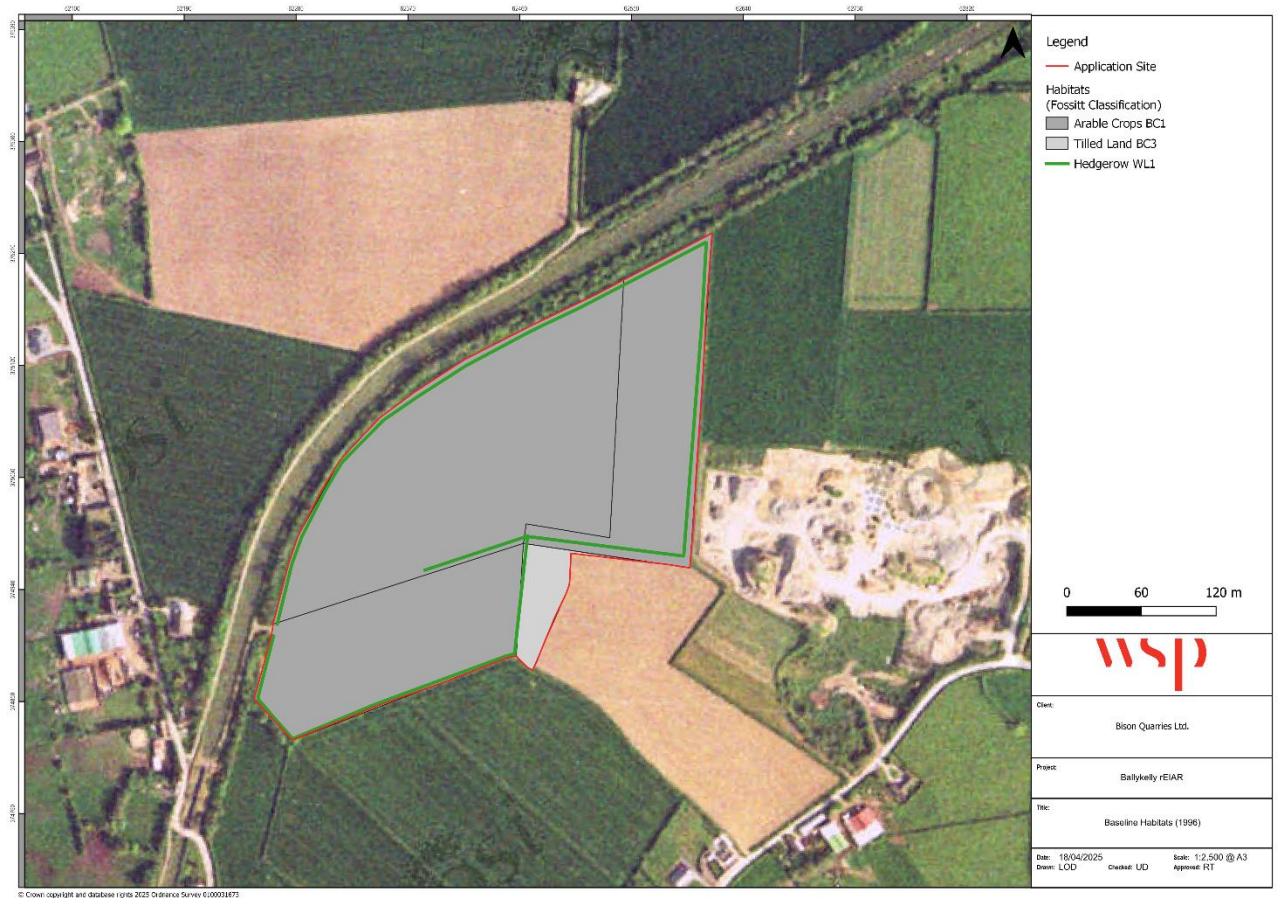 Legend
Application Site
Habitats
(Fossitt Classification)
Arable Crops BC1
Tilled Land BC3
Hedgerow WL1
0 60 120 m
wsp
Client:
Bison Quarries Ltd.
Project:
Ballykelly rEIAR
Title:
Baseline Habitats (1996)
Date: 18/04/2025 Scale: 1:2,500 @ A3
Drawn: LOD Checked: UD Approved: RT
© Crown copyright and database rights 2025 Ordnance Survey 0100031673